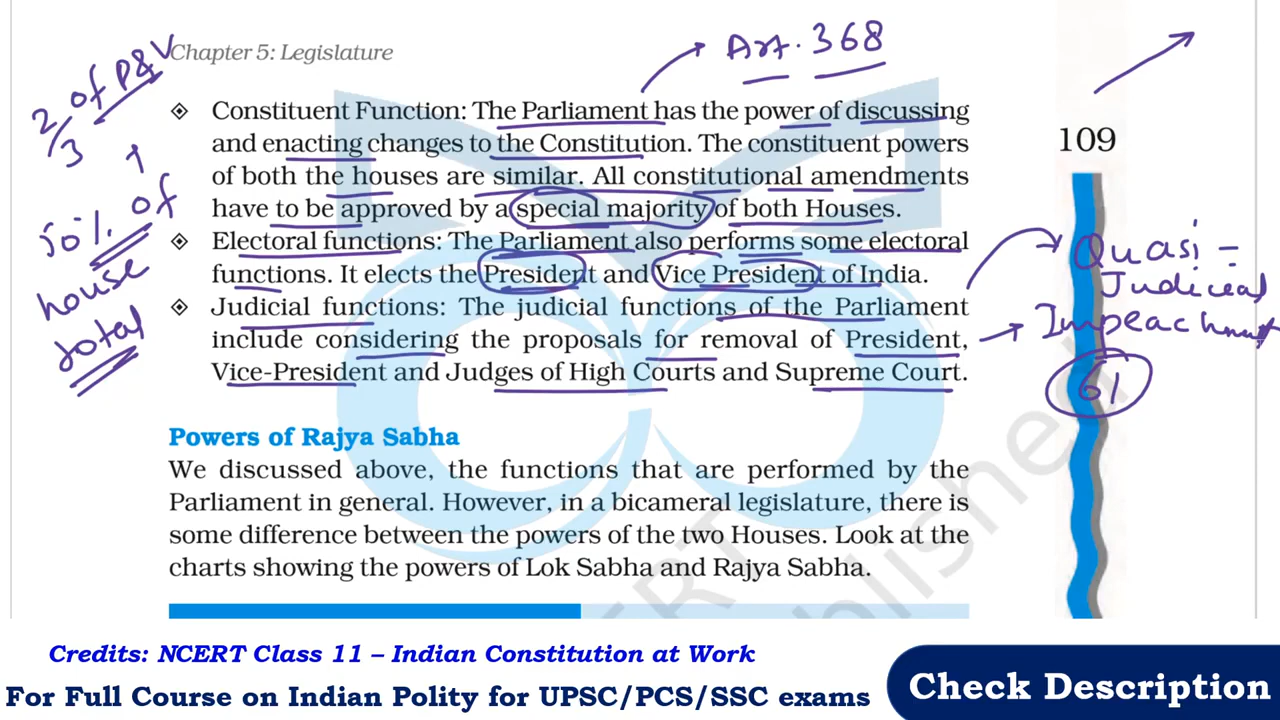 Chapter 5: Legislature
Art. 368
2/3 of P&V
+
50% of
house
total
❖ Constituent Function: The Parliament has the power of discussing
and enacting changes to the Constitution. The constituent powers
of both the houses are similar. All constitutional amendments
have to be approved by a special majority of both Houses.
❖ Electoral functions: The Parliament also performs some electoral
functions. It elects the President and Vice President of India.
❖ Judicial functions: The judicial functions of the Parliament
include considering the proposals for removal of President,
Vice-President and Judges of High Courts and Supreme Court.
109
Quasi -
Judicial
Impeachment
61
Powers of Rajya Sabha
We discussed above, the functions that are performed by the
Parliament in general. However, in a bicameral legislature, there is
some difference between the powers of the two Houses. Look at the
charts showing the powers of Lok Sabha and Rajya Sabha.
Credits: NCERT Class 11 – Indian Constitution at Work
For Full Course on Indian Polity for UPSC/PCS/SSC exams
Check Description